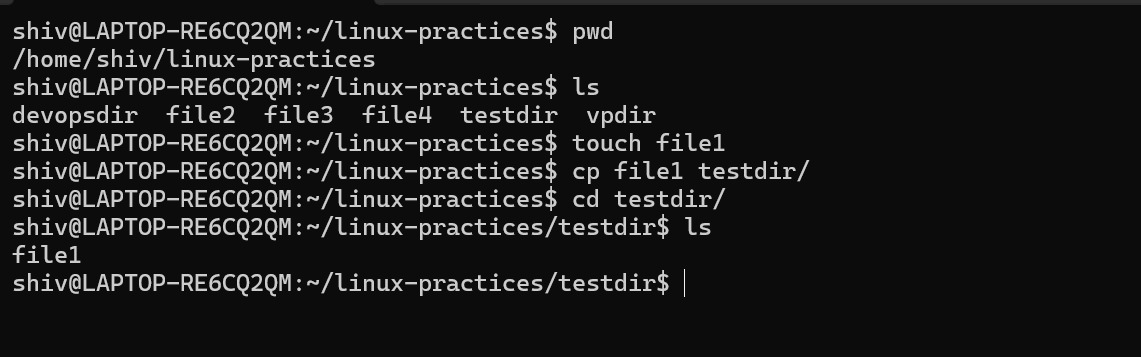 shiv@LAPTOP-RE6CQ2QM:~/linux-practices$ pwd
/home/shiv/linux-practices
shiv@LAPTOP-RE6CQ2QM:~/linux-practices$ ls
devopsdir  file2  file3  file4  testdir  vpdir
shiv@LAPTOP-RE6CQ2QM:~/linux-practices$ touch file1
shiv@LAPTOP-RE6CQ2QM:~/linux-practices$ cp file1 testdir/
shiv@LAPTOP-RE6CQ2QM:~/linux-practices$ cd testdir/
shiv@LAPTOP-RE6CQ2QM:~/linux-practices/testdir$ ls
file1
shiv@LAPTOP-RE6CQ2QM:~/linux-practices/testdir$